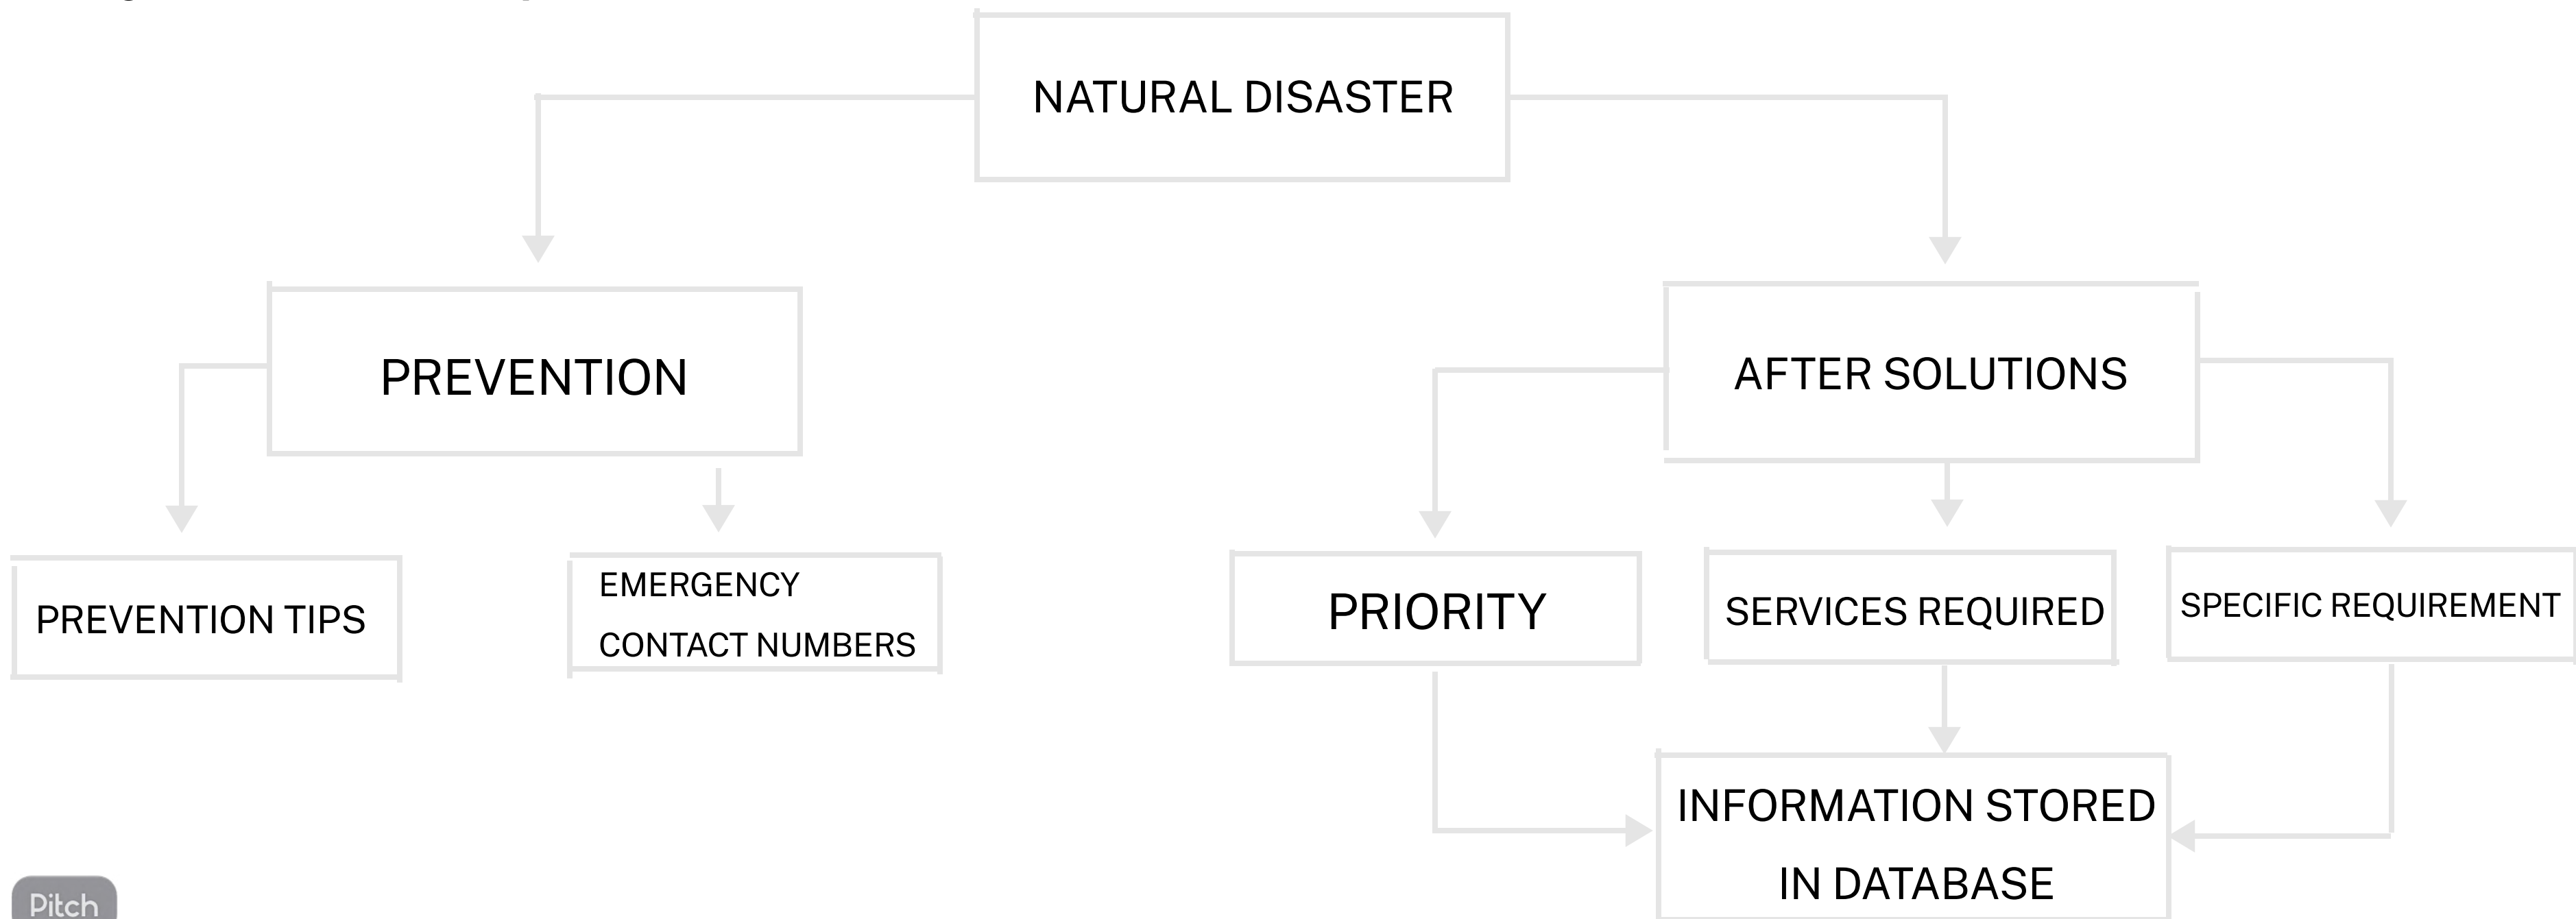 NATURAL DISASTER
PREVENTION
AFTER SOLUTIONS
PREVENTION TIPS
EMERGENCY
CONTACT NUMBERS
PRIORITY
SERVICES REQUIRED
SPECIFIC REQUIREMENT
INFORMATION STORED
IN DATABASE
Pitch